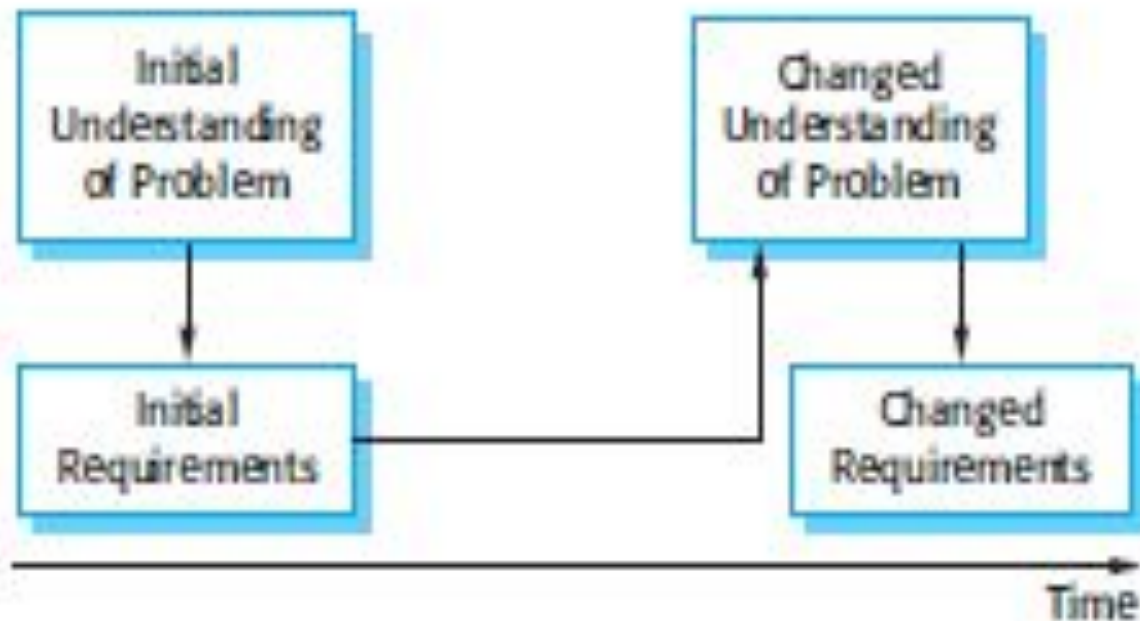 Initial
Understanding
of Problem
Changed
Understanding
of Problem
Initial
Requirements
Changed
Requirements
Time